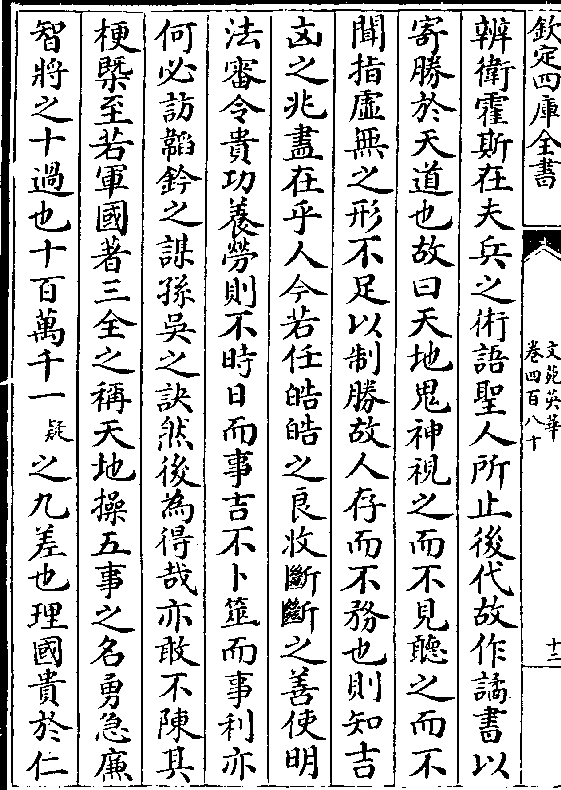 欽定四庫全書
文苑英華
卷四百八十
十二
辨衛霍斯在夫兵之術語聖人所止後代故作譎書以
寄勝於天道也故曰天地鬼神視之而不見聽之而不
聞指虛無之形不足以制勝故人存而不務也則知吉
凶之兆盡在乎人今若任皓皓之良收斷斷之善使明
法審令貴功養勞則不時日而事吉不卜筮而事利亦
何必訪韜鈐之謀孫吳之訣然後為得哉亦敢不陳其
梗槩至若軍國著三全之稱天地操五事之名勇急廉
智將之十過也十百萬千一疑之九差也理國貴於仁